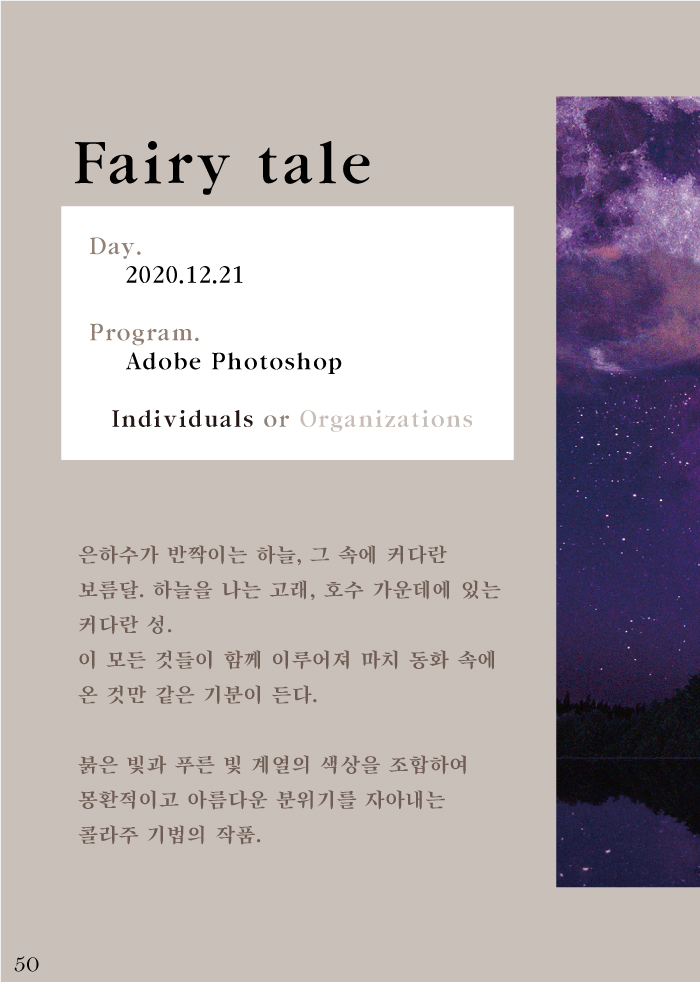 Fairy tale
Day.
2020.12.21
Program.
Adobe Photoshop
Individuals or Organizations
은하수가 반짝이는 하늘, 그 속에 커다란
보름달. 하늘을 나는 고래, 호수 가운데에 있는
커다란 성.
이 모든 것들이 함께 이루어져 마치 동화 속에
온 것만 같은 기분이 든다.
붉은 빛과 푸른 빛 계열의 색상을 조합하여
몽환적이고 아름다운 분위기를 자아내는
콜라주 기법의 작품.
50